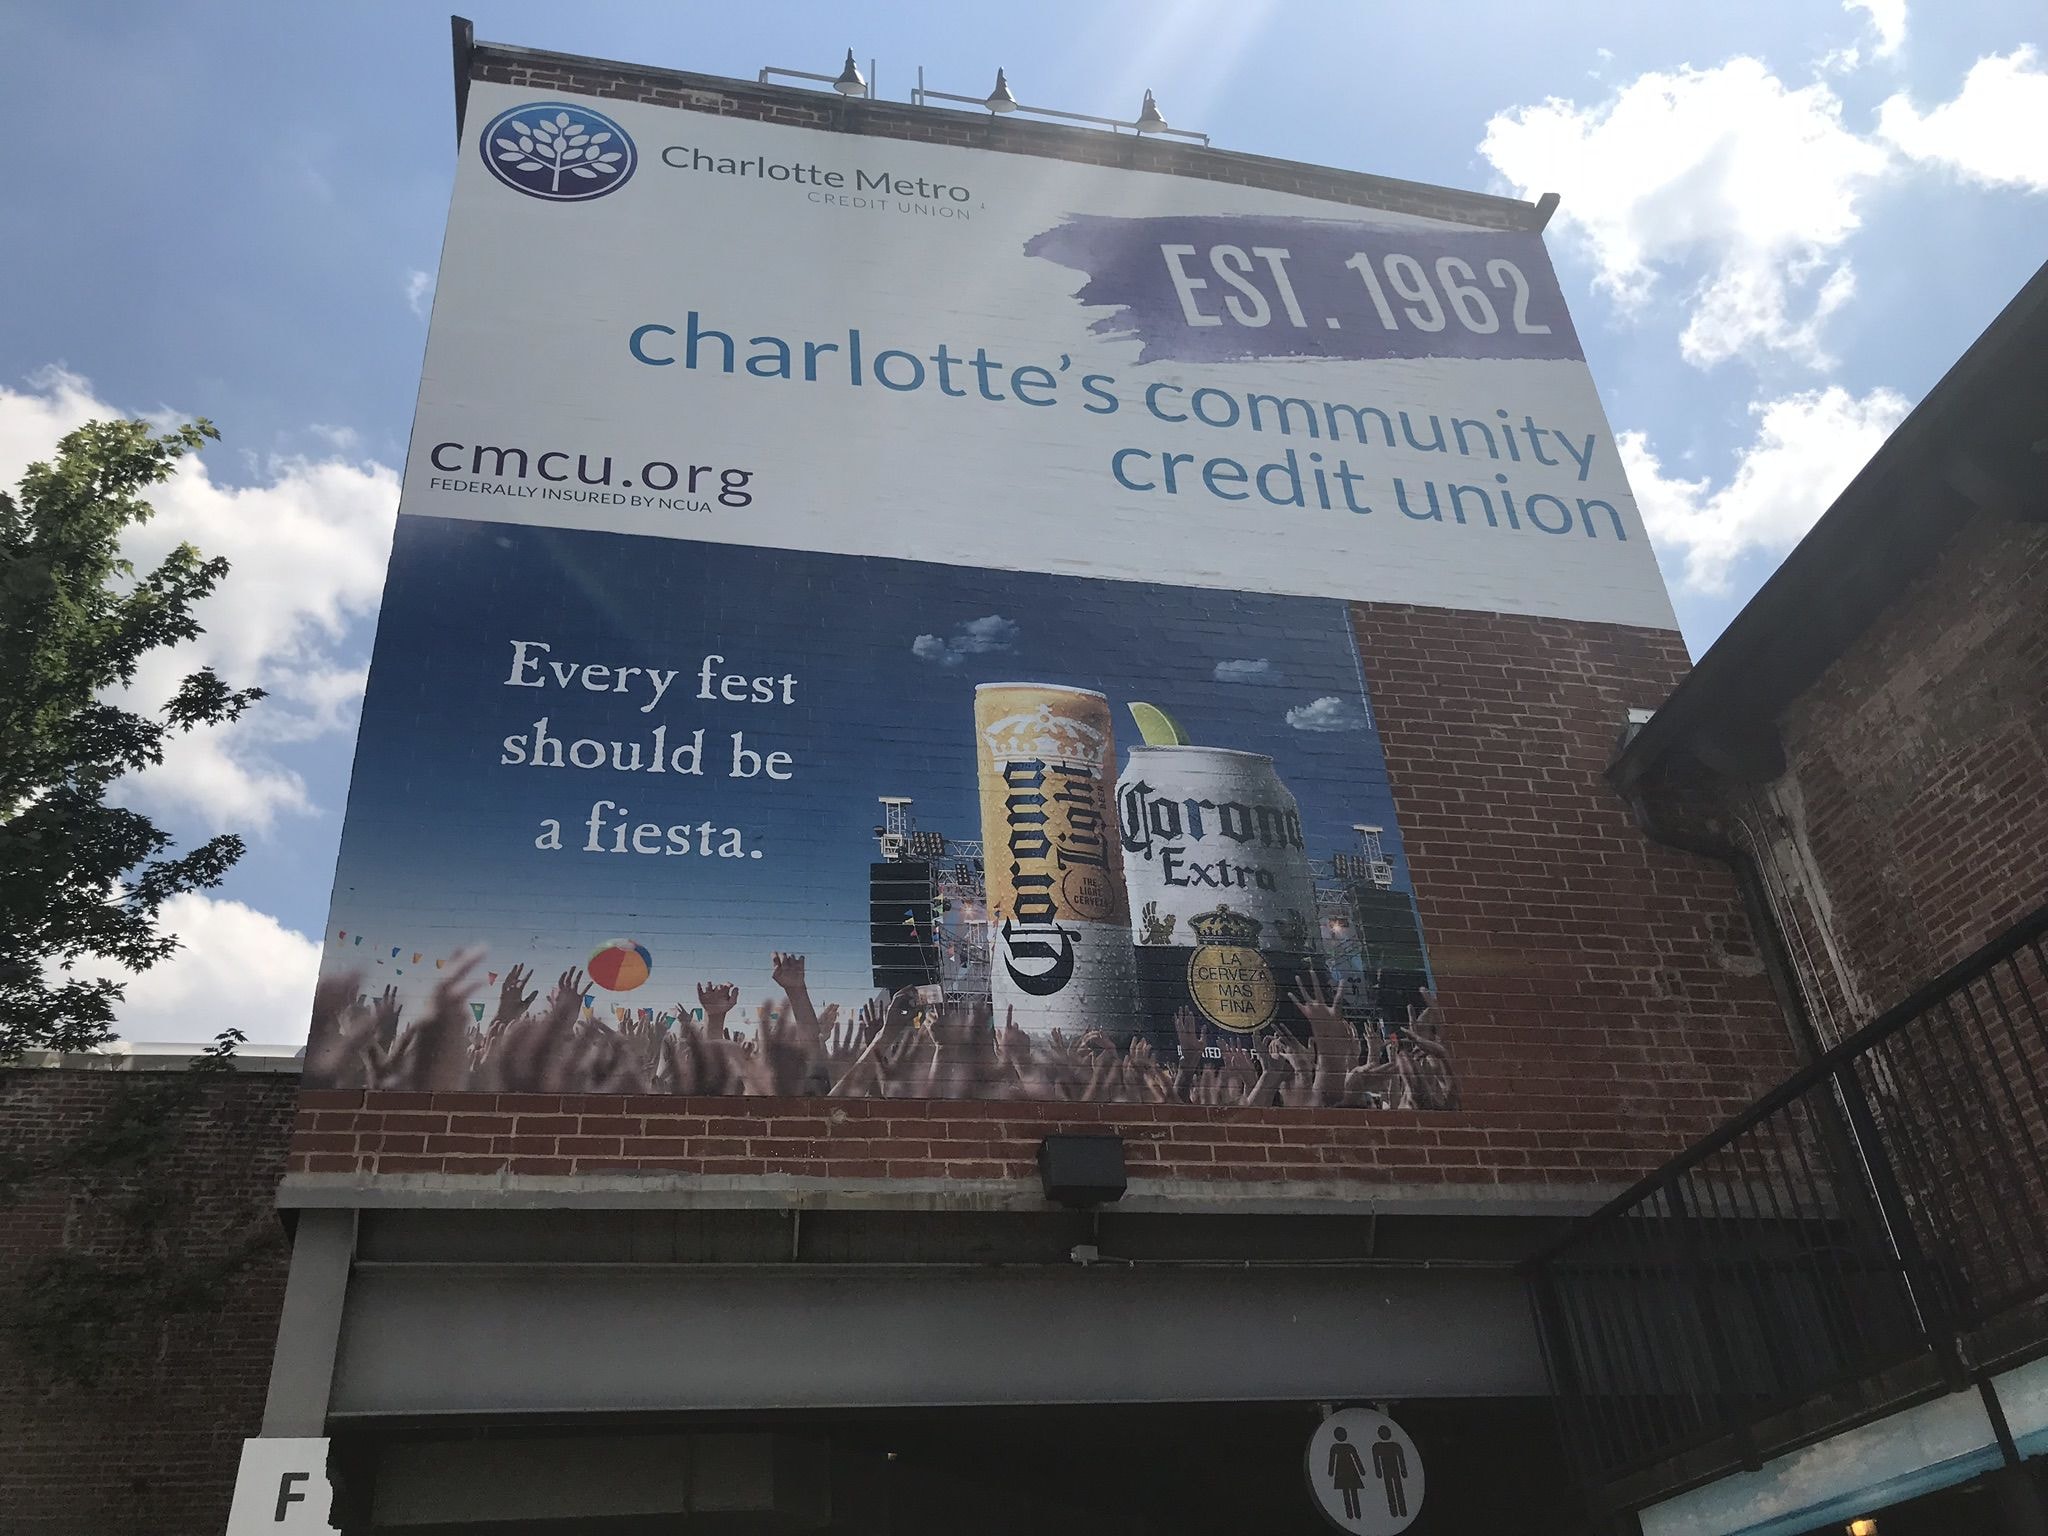 Charlotte Metro
CREDIT UNION
EST. 1962
charlotte's community
credit union
cmcu.org
FEDERALLY INSURED BY NCUA
Every fest
should be
a fiesta.
Corona
Light
BEER
THE
LIGHT
CERVEZA
Corona
Extra
LA
CERVEZA
MAS
FINA
F